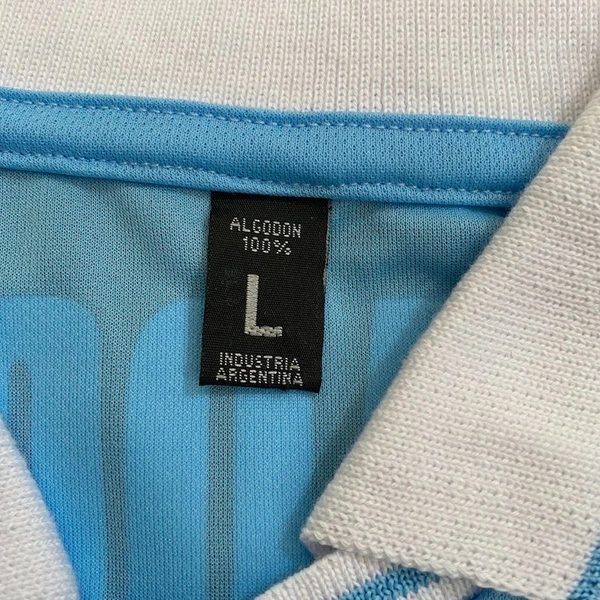 ALGODON
100%
L
INDUSTRIA
ARGENTINA